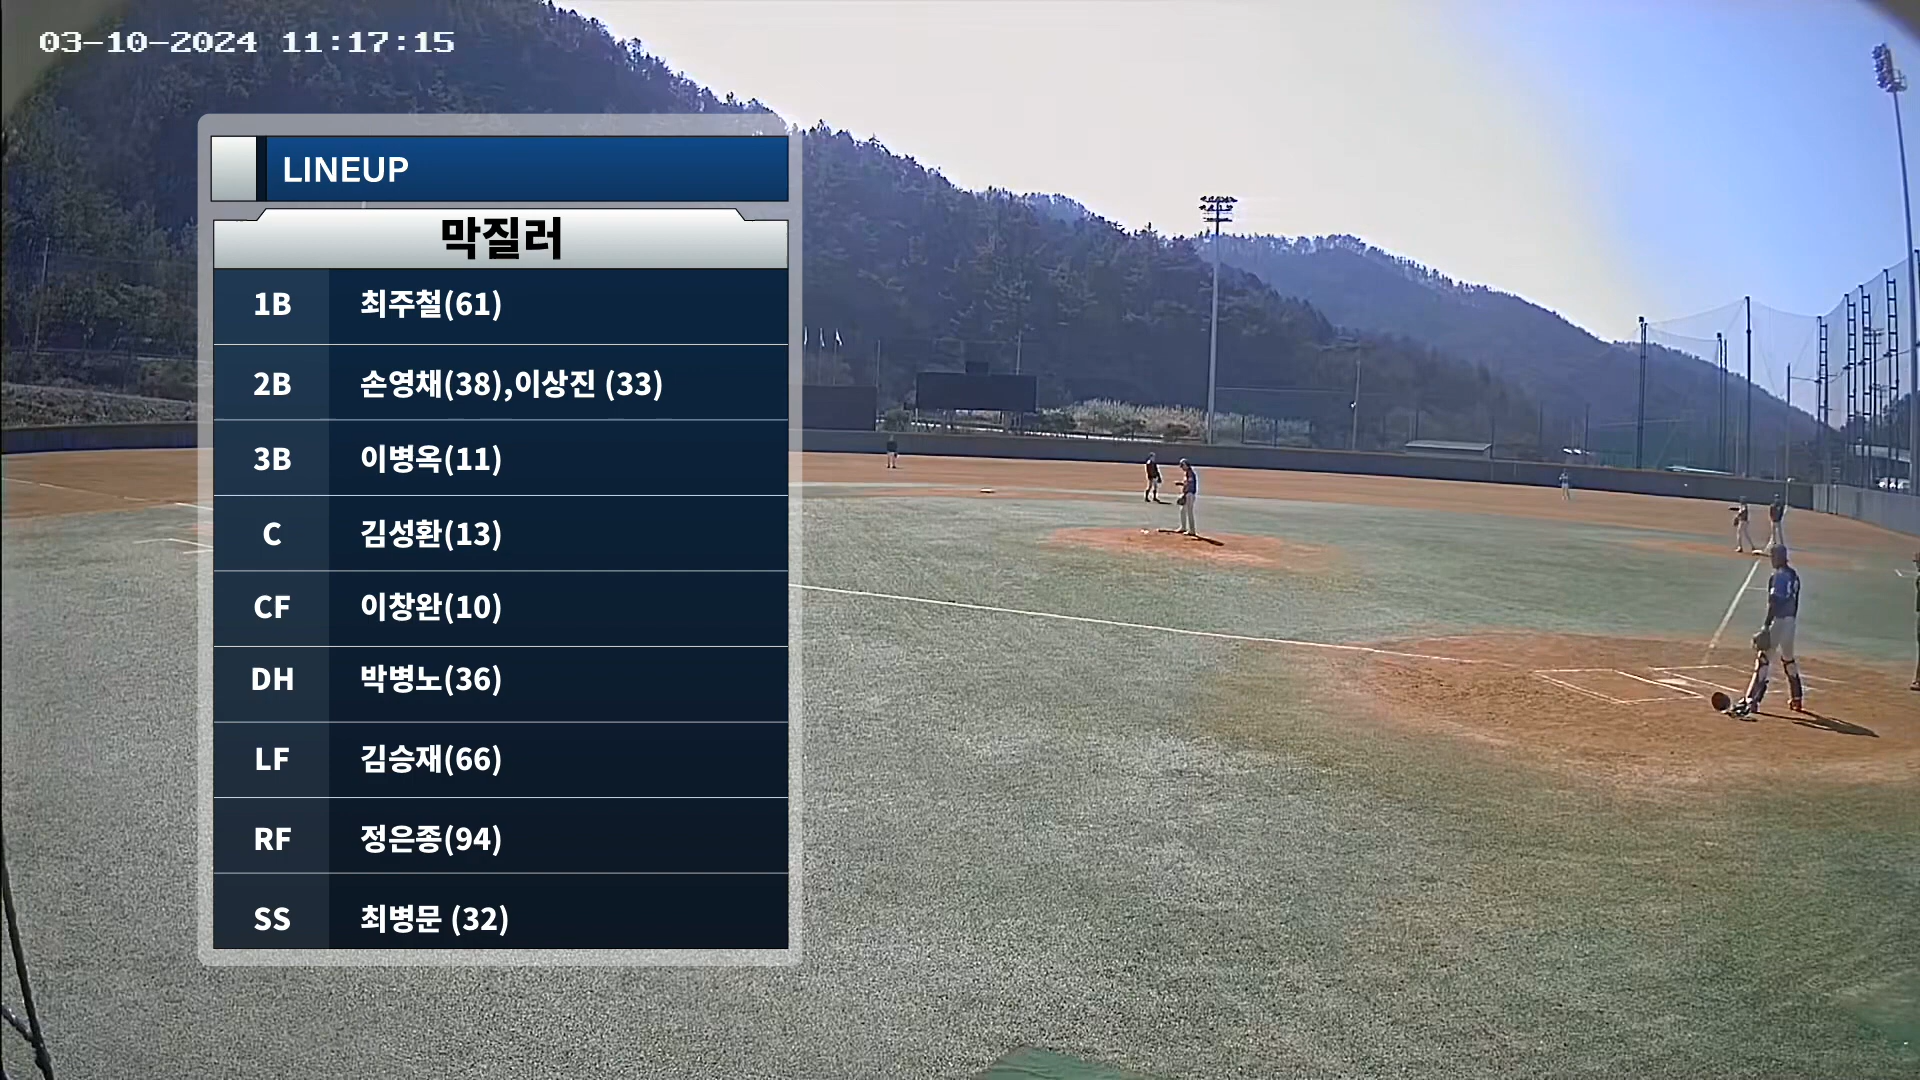 03-10-2024 11:17:15
LINEUP
막질러
1B 최주철(61)
2B 손영채(38),이상진 (33)
3B 이병옥(11)
C 김성환(13)
CF 이창완(10)
DH 박병노(36)
LF 김승재(66)
RF 정은종(94)
SS 최병문 (32)